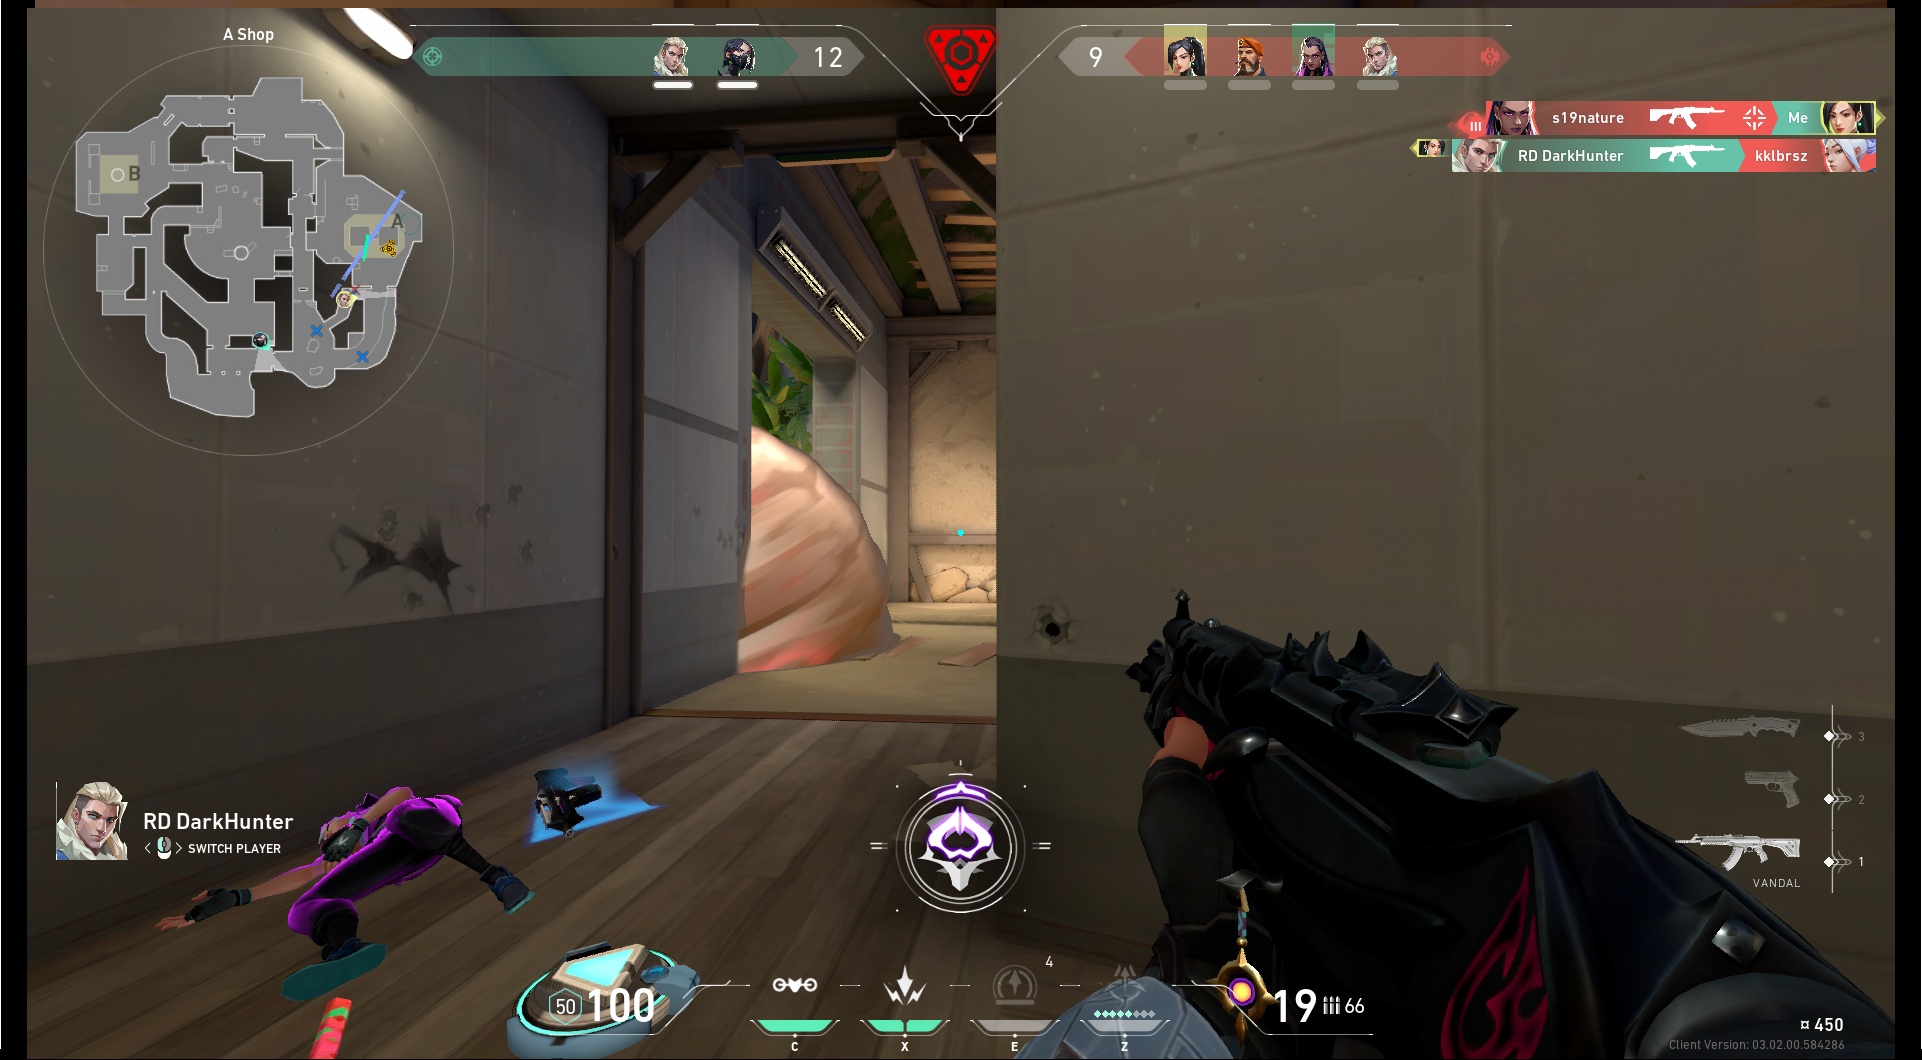 A Shop
12
9
s19nature
Me
RD DarkHunter
kklbrsz
B
A
RD DarkHunter
< > SWITCH PLAYER
3
2
1
VANDAL
4
50 100
19 66
C X E Z
¤ 450
Client Version: 03.02.00.584286